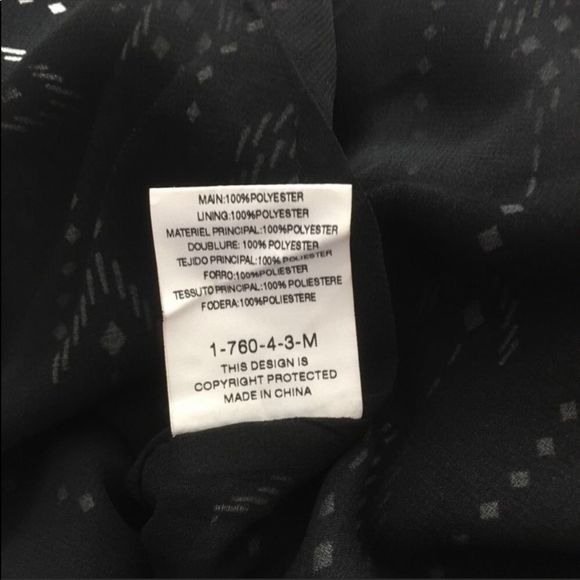 MAIN:100%POLYESTER
LINING:100%POLYESTER
MATERIEL PRINCIPAL:100%POLYESTER
DOUBLURE: 100% POLYESTER
TEJIDO PRINCIPAL:100% POLIESTER
FORRO:100%POLIESTER
TESSUTO PRINCIPAL:100% POLIESTERE
FODERA:100%POLIESTERE
1-760-4-3-M
THIS DESIGN IS
COPYRIGHT PROTECTED
MADE IN CHINA